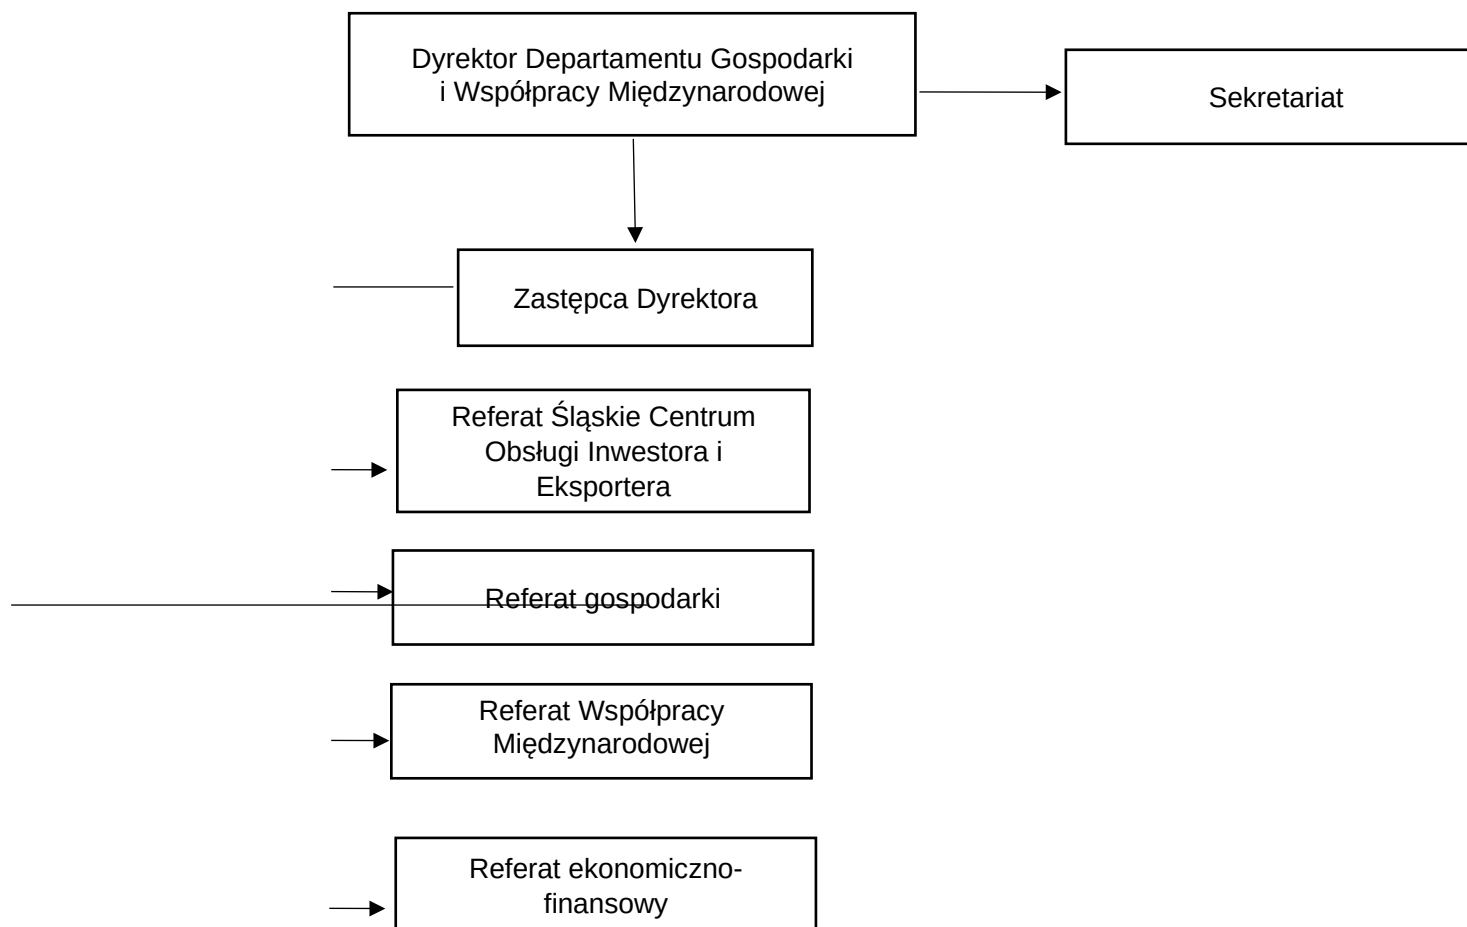 Dyrektor Departamentu Gospodarki
i Współpracy Międzynarodowej
Sekretariat
Zastępca Dyrektora
Referat Śląskie Centrum
Obsługi Inwestora i
Eksportera
Referat gospodarki
Referat Współpracy
Międzynarodowej
Referat ekonomiczno-
finansowy